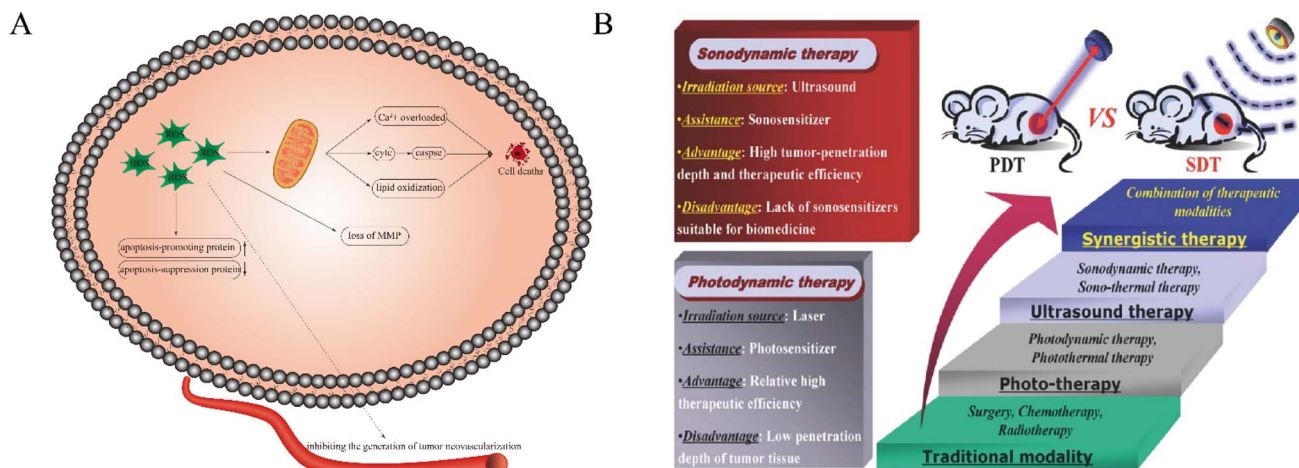 A
ROS
ROS
ROS
ROS
Ca²⁺ overloaded
cytc
caspse
lipid oxidization
Cell deaths
loss of MMP
apoptosis-promoting protein
apoptosis-suppression protein
inhibiting the generation of tumor neovascularization
B
Sonodynamic therapy
•Irradiation source: Ultrasound
•Assistance: Sonosensitizer
•Advantage: High tumor-penetration
depth and therapeutic efficiency
•Disadvantage: Lack of sonosensitizers
suitable for biomedicine
Photodynamic therapy
•Irradiation source: Laser
•Assistance: Photosensitizer
•Advantage: Relative high
therapeutic efficiency
•Disadvantage: Low penetration
depth of tumor tissue
PDT
VS
SDT
Combination of therapeutic
modalities
Synergistic therapy
Sonodynamic therapy,
Sono-thermal therapy
Ultrasound therapy
Photodynamic therapy,
Photothermal therapy
Photo-therapy
Surgery, Chemotherapy,
Radiotherapy
Traditional modality